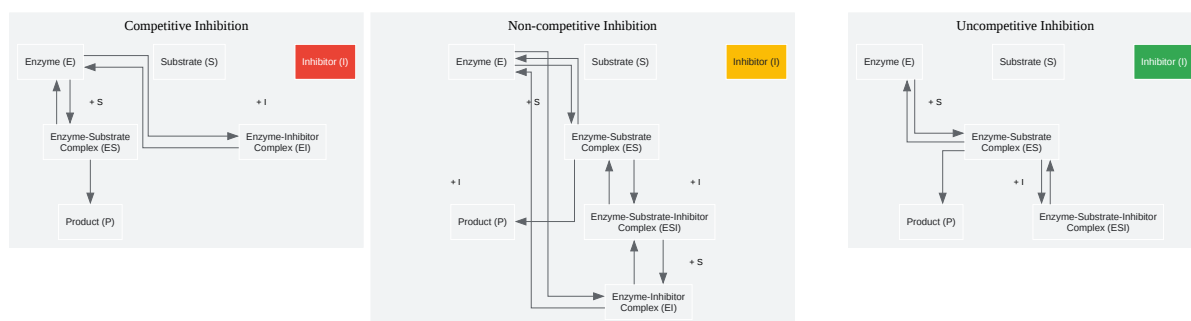 Competitive Inhibition
Enzyme (E)
Substrate (S)
Inhibitor (I)
+ S
+ I
Enzyme-Substrate
Complex (ES)
Enzyme-Inhibitor
Complex (EI)
Product (P)
Non-competitive Inhibition
Enzyme (E)
Substrate (S)
Inhibitor (I)
+ S
Enzyme-Substrate
Complex (ES)
+ I
+ I
Product (P)
Enzyme-Substrate-Inhibitor
Complex (ESI)
+ S
Enzyme-Inhibitor
Complex (EI)
Uncompetitive Inhibition
Enzyme (E)
Substrate (S)
Inhibitor (I)
+ S
Enzyme-Substrate
Complex (ES)
+ I
Product (P)
Enzyme-Substrate-Inhibitor
Complex (ESI)